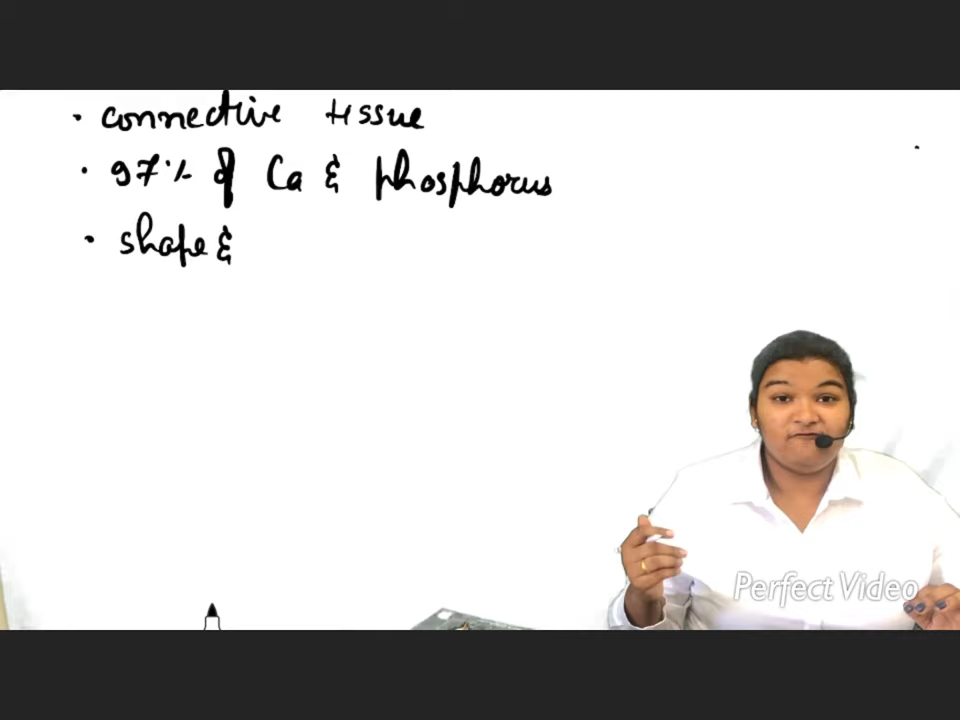 • connective tissue
• 97% of Ca & phosphorus
• shape &
Perfect Video